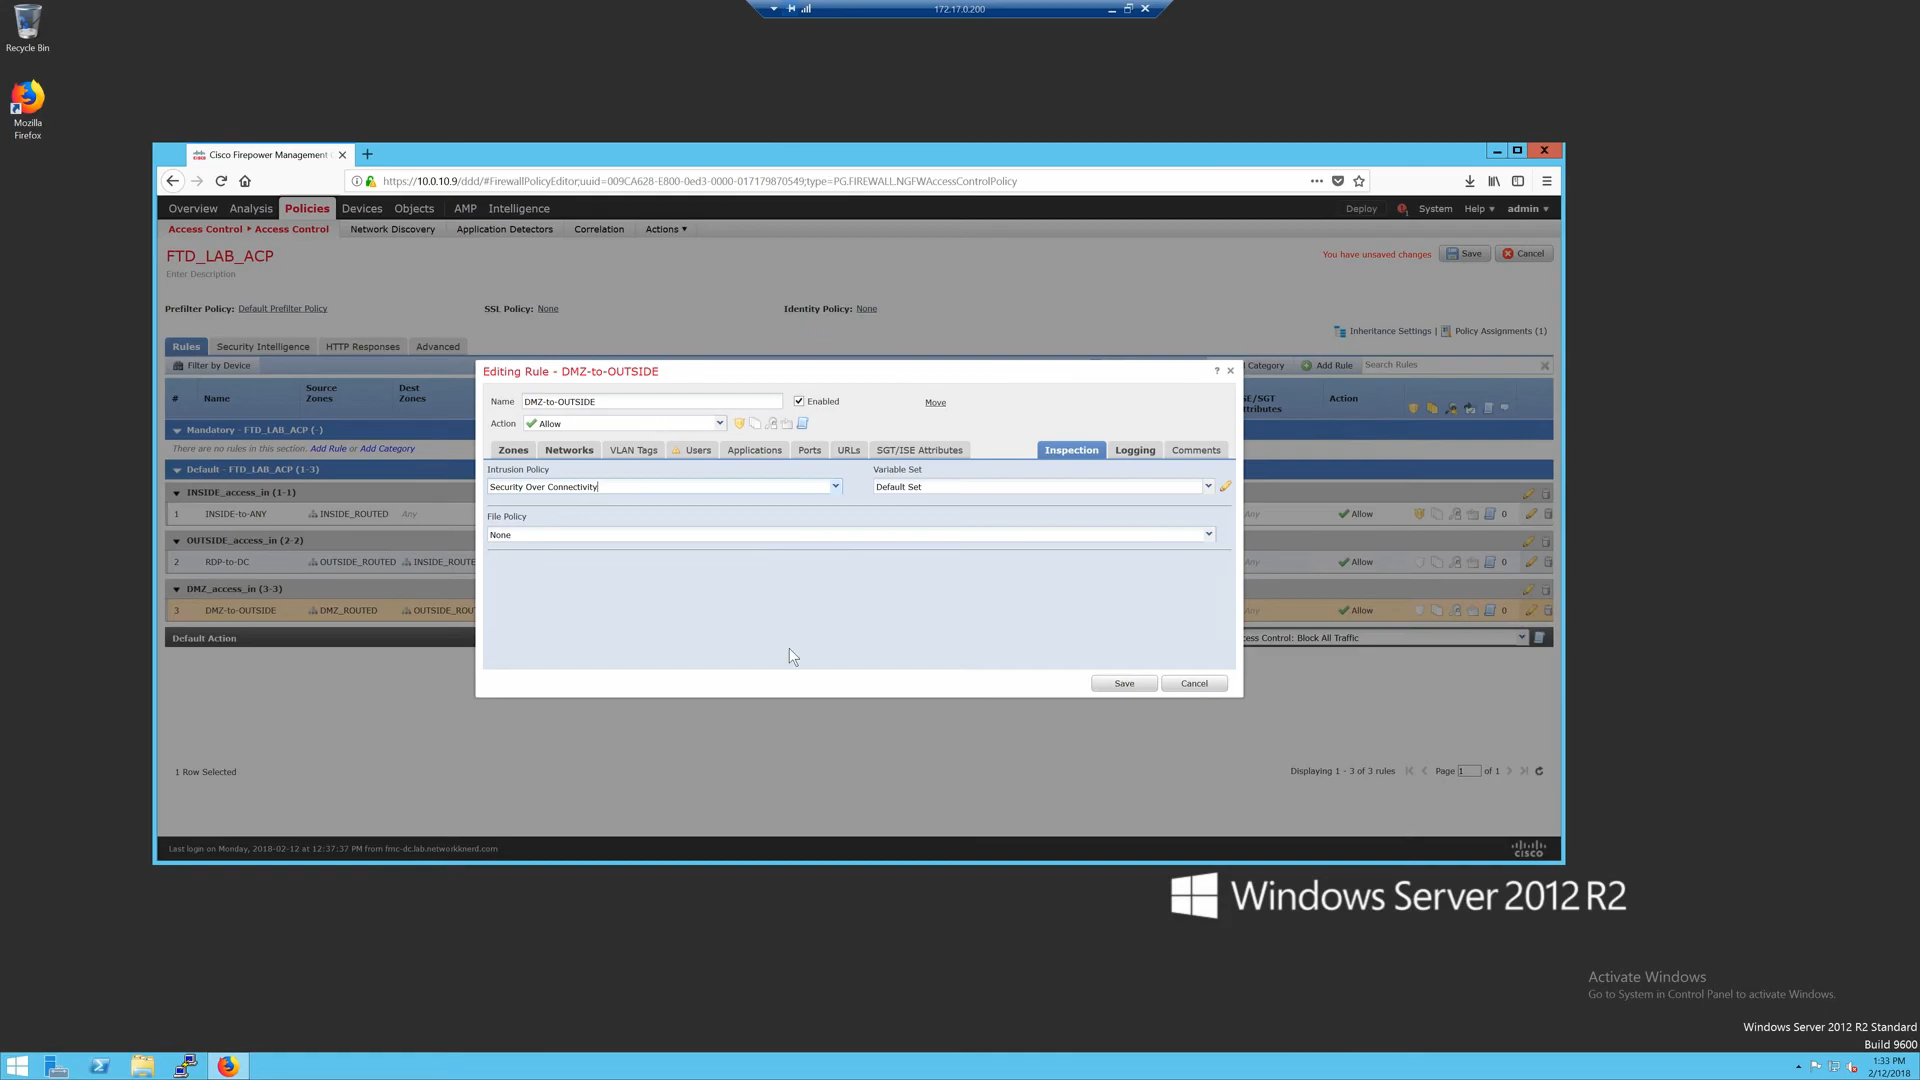 172.17.0.200
Recycle Bin
Mozilla
Firefox
Cisco Firepower Management
https://10.0.10.9/ddd/#FirewallPolicyEditor;uuid=009CA628-E800-0ed3-0000-017179870549;type=PG.FIREWALL.NGFWAccessControlPolicy
Overview Analysis Policies Devices Objects AMP Intelligence Deploy System Help admin
Access Control Access Control Network Discovery Application Detectors Correlation Actions
FTD_LAB_ACP
Enter Description
You have unsaved changes Save Cancel
Prefilter Policy: Default Prefilter Policy SSL Policy: None Identity Policy: None
Inheritance Settings | Policy Assignments (1)
Rules Security Intelligence HTTP Responses Advanced
Filter by Device Category Add Rule Search Rules
# Name Source Zones Dest Zones Action
Mandatory - FTD_LAB_ACP (-)
There are no rules in this section. Add Rule or Add Category
Default - FTD_LAB_ACP (1-3)
INSIDE_access_in (1-1)
1 INSIDE-to-ANY INSIDE_ROUTED Any Any Allow 0
OUTSIDE_access_in (2-2)
2 RDP-to-DC OUTSIDE_ROUTED INSIDE_ROUTE Any Allow 0
DMZ_access_in (3-3)
3 DMZ-to-OUTSIDE DMZ_ROUTED OUTSIDE_ROUT Any Allow 0
Default Action cess Control: Block All Traffic
Editing Rule - DMZ-to-OUTSIDE ?
Name DMZ-to-OUTSIDE Enabled Move
Action Allow
Zones Networks VLAN Tags Users Applications Ports URLs SGT/ISE Attributes Inspection Logging Comments
Intrusion Policy Variable Set
Security Over Connectivity Default Set
File Policy
None
Save Cancel
1 Row Selected Displaying 1 - 3 of 3 rules Page 1 of 1
Last login on Monday, 2018-02-12 at 12:37:37 PM from fmc-dc.lab.networkknerd.com
CISCO
Windows Server 2012 R2
Activate Windows
Go to System in Control Panel to activate Windows.
Windows Server 2012 R2 Standard
Build 9600
1:33 PM
2/12/2018